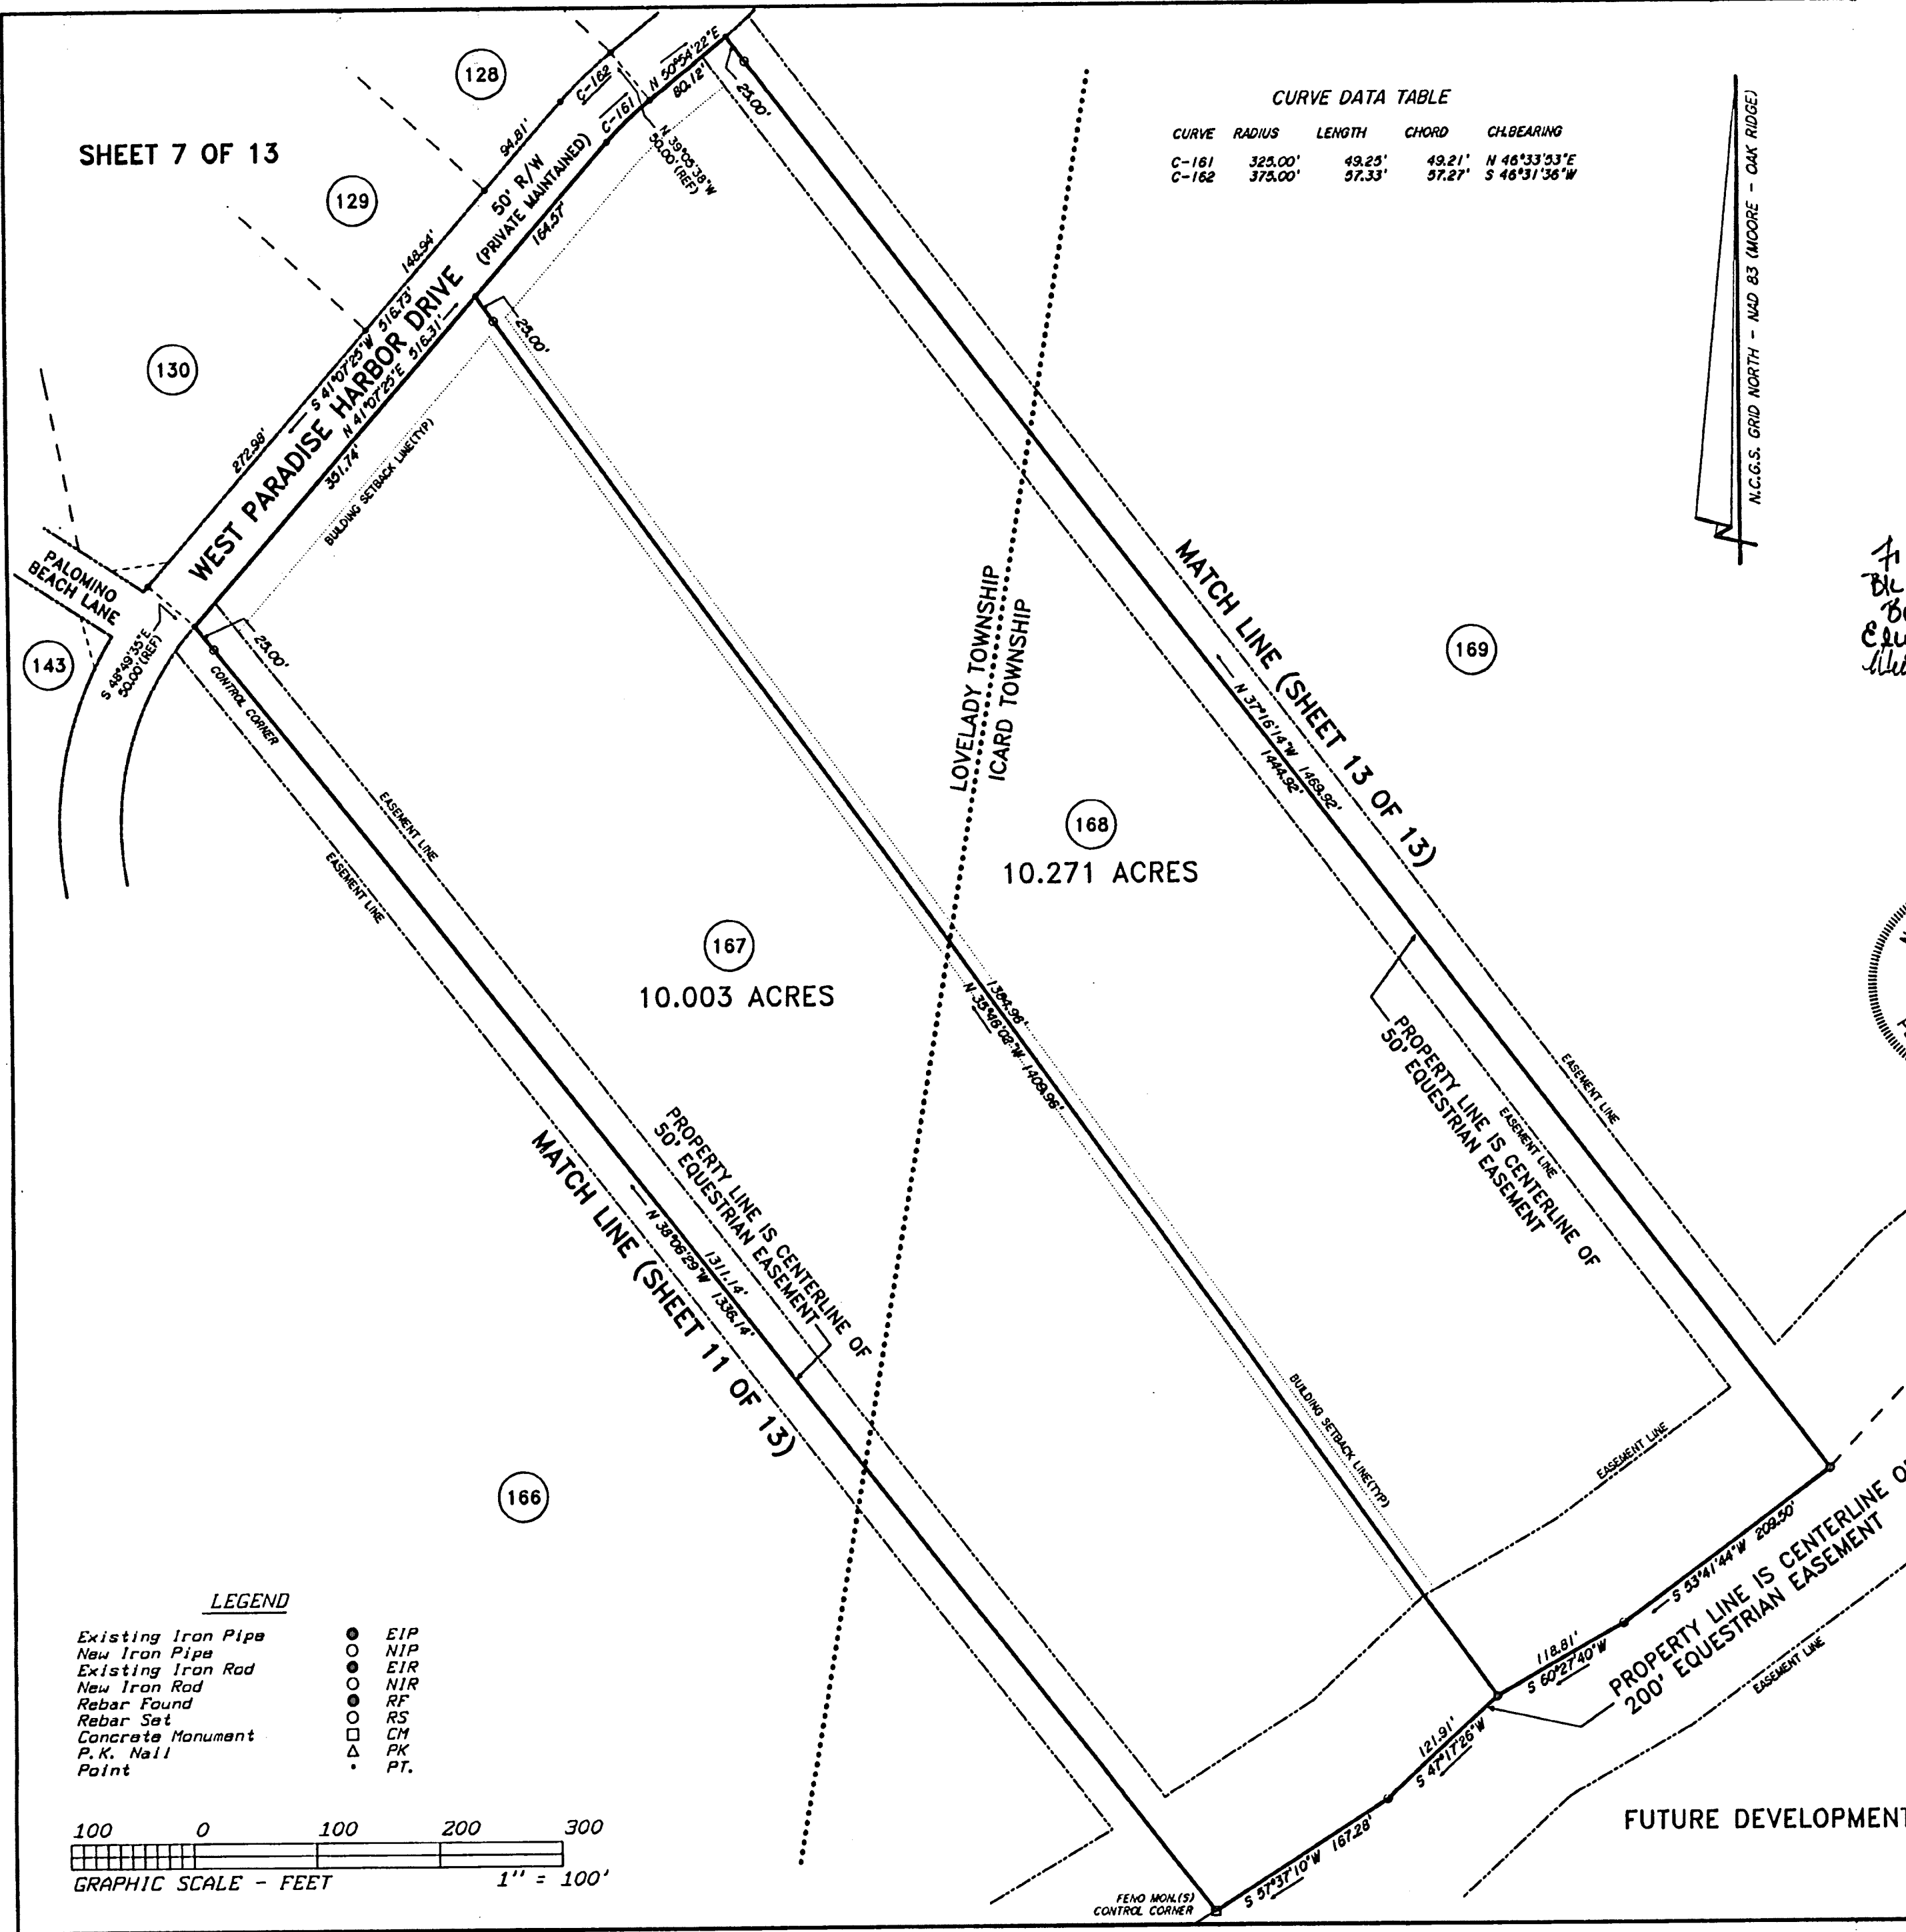 SHEET 7 OF 13
128
129
130
143
C-162
94.81'
148.94'
S 41°07'25"W 516.73'
272.98'
N 50°54'22"E
80.12'
C-161
N 39°05'38"W
50.00'(REF)
50' R/W
(PRIVATE MAINTAINED)
164.57'
WEST PARADISE HARBOR DRIVE
N 41°07'25"E 516.31'
351.74'
25.00'
25.00'
25.00'
BUILDING SETBACK LINE(TYP)
PALOMINO
BEACH LANE
S 48°49'35"E
50.00'(REF)
CONTROL CORNER
EASEMENT LINE
EASEMENT LINE
CURVE DATA TABLE
CURVE RADIUS LENGTH CHORD CH.BEARING
C-161 325.00' 49.25' 49.21' N 46°33'53"E
C-162 375.00' 57.33' 57.27' S 46°31'36"W
N.C.G.S. GRID NORTH - NAD 83 (MOORE - OAK RIDGE)
N
LOVELADY TOWNSHIP
ICARD TOWNSHIP
MATCH LINE (SHEET 13 OF 13)
N 37°16'14"W 1469.92'
1444.92'
169
168
10.271 ACRES
167
10.003 ACRES
1384.96'
N 35°46'02"W 1409.96'
PROPERTY LINE IS CENTERLINE OF
50' EQUESTRIAN EASEMENT
EASEMENT LINE
EASEMENT LINE
PROPERTY LINE IS CENTERLINE OF
50' EQUESTRIAN EASEMENT
1311.14'
N 38°06'29"W 1336.14'
MATCH LINE (SHEET 11 OF 13)
166
BUILDING SETBACK LINE(TYP)
EASEMENT LINE
S 53°41'44"W 209.50'
118.81'
S 60°27'40"W
121.91'
S 47°17'26"W
S 57°37'10"W 167.28'
PROPERTY LINE IS CENTERLINE
200' EQUESTRIAN EASEMENT
EASEMENT LINE
FUTURE DEVELOPMENT
FENO MON.(S)
CONTROL CORNER
LEGEND
Existing Iron Pipe EIP
New Iron Pipe NIP
Existing Iron Rod EIR
New Iron Rod NIR
Rebar Found RF
Rebar Set RS
Concrete Monument CM
P.K. Nail PK
Point PT.
100 0 100 200 300
GRAPHIC SCALE - FEET 1" = 100'